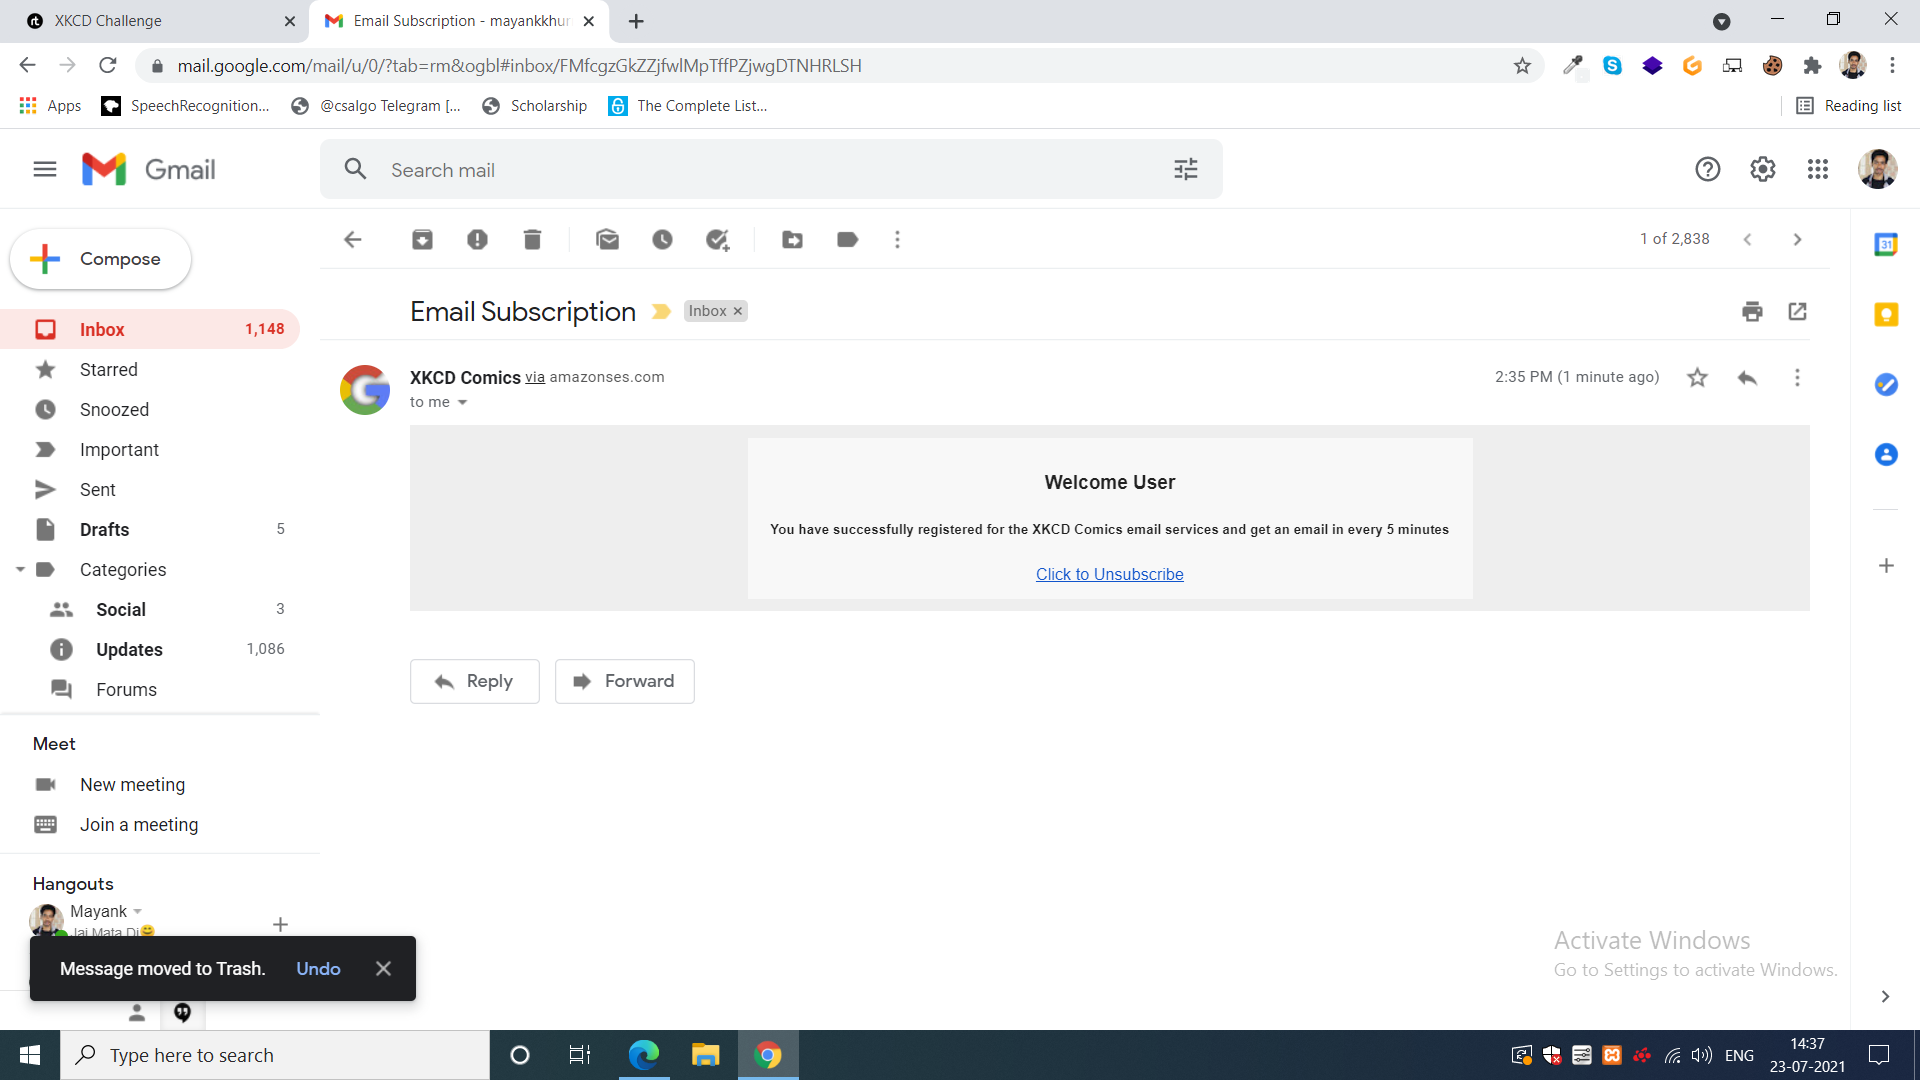 XKCD Challenge
Email Subscription - mayankkhur
mail.google.com/mail/u/0/?tab=rm&ogbl#inbox/FMfcgzGkZZjfwlMpTffPZjwgDTNHRLSH
Apps
SpeechRecognition...
@csalgo Telegram [...
Scholarship
The Complete List...
Reading list
Gmail
Search mail
Compose
1 of 2,838
Inbox 1,148
Starred
Snoozed
Important
Sent
Drafts 5
Categories
Social 3
Updates 1,086
Forums
Email Subscription
Inbox ×
XKCD Comics via amazonses.com
2:35 PM (1 minute ago)
to me
Welcome User
You have successfully registered for the XKCD Comics email services and get an email in every 5 minutes
Click to Unsubscribe
Reply
Forward
Meet
New meeting
Join a meeting
Hangouts
Mayank
Jai Mata Di😊
Message moved to Trash.
Undo
Activate Windows
Go to Settings to activate Windows.
Type here to search
ENG
14:37
23-07-2021